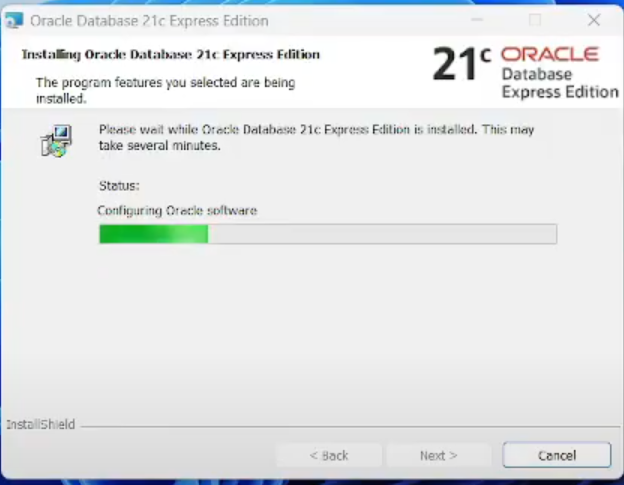 Oracle Database 21c Express Edition
Installing Oracle Database 21c Express Edition
The program features you selected are being
installed.
21c ORACLE
Database
Express Edition
Please wait while Oracle Database 21c Express Edition is installed. This may
take several minutes.
Status:
Configuring Oracle software
InstallShield
< Back
Next >
Cancel